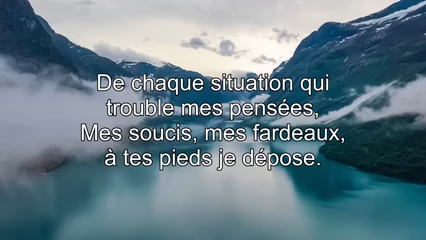 De chaque situation qui
trouble mes pensées,
Mes soucis, mes fardeaux,
à tes pieds je dépose.